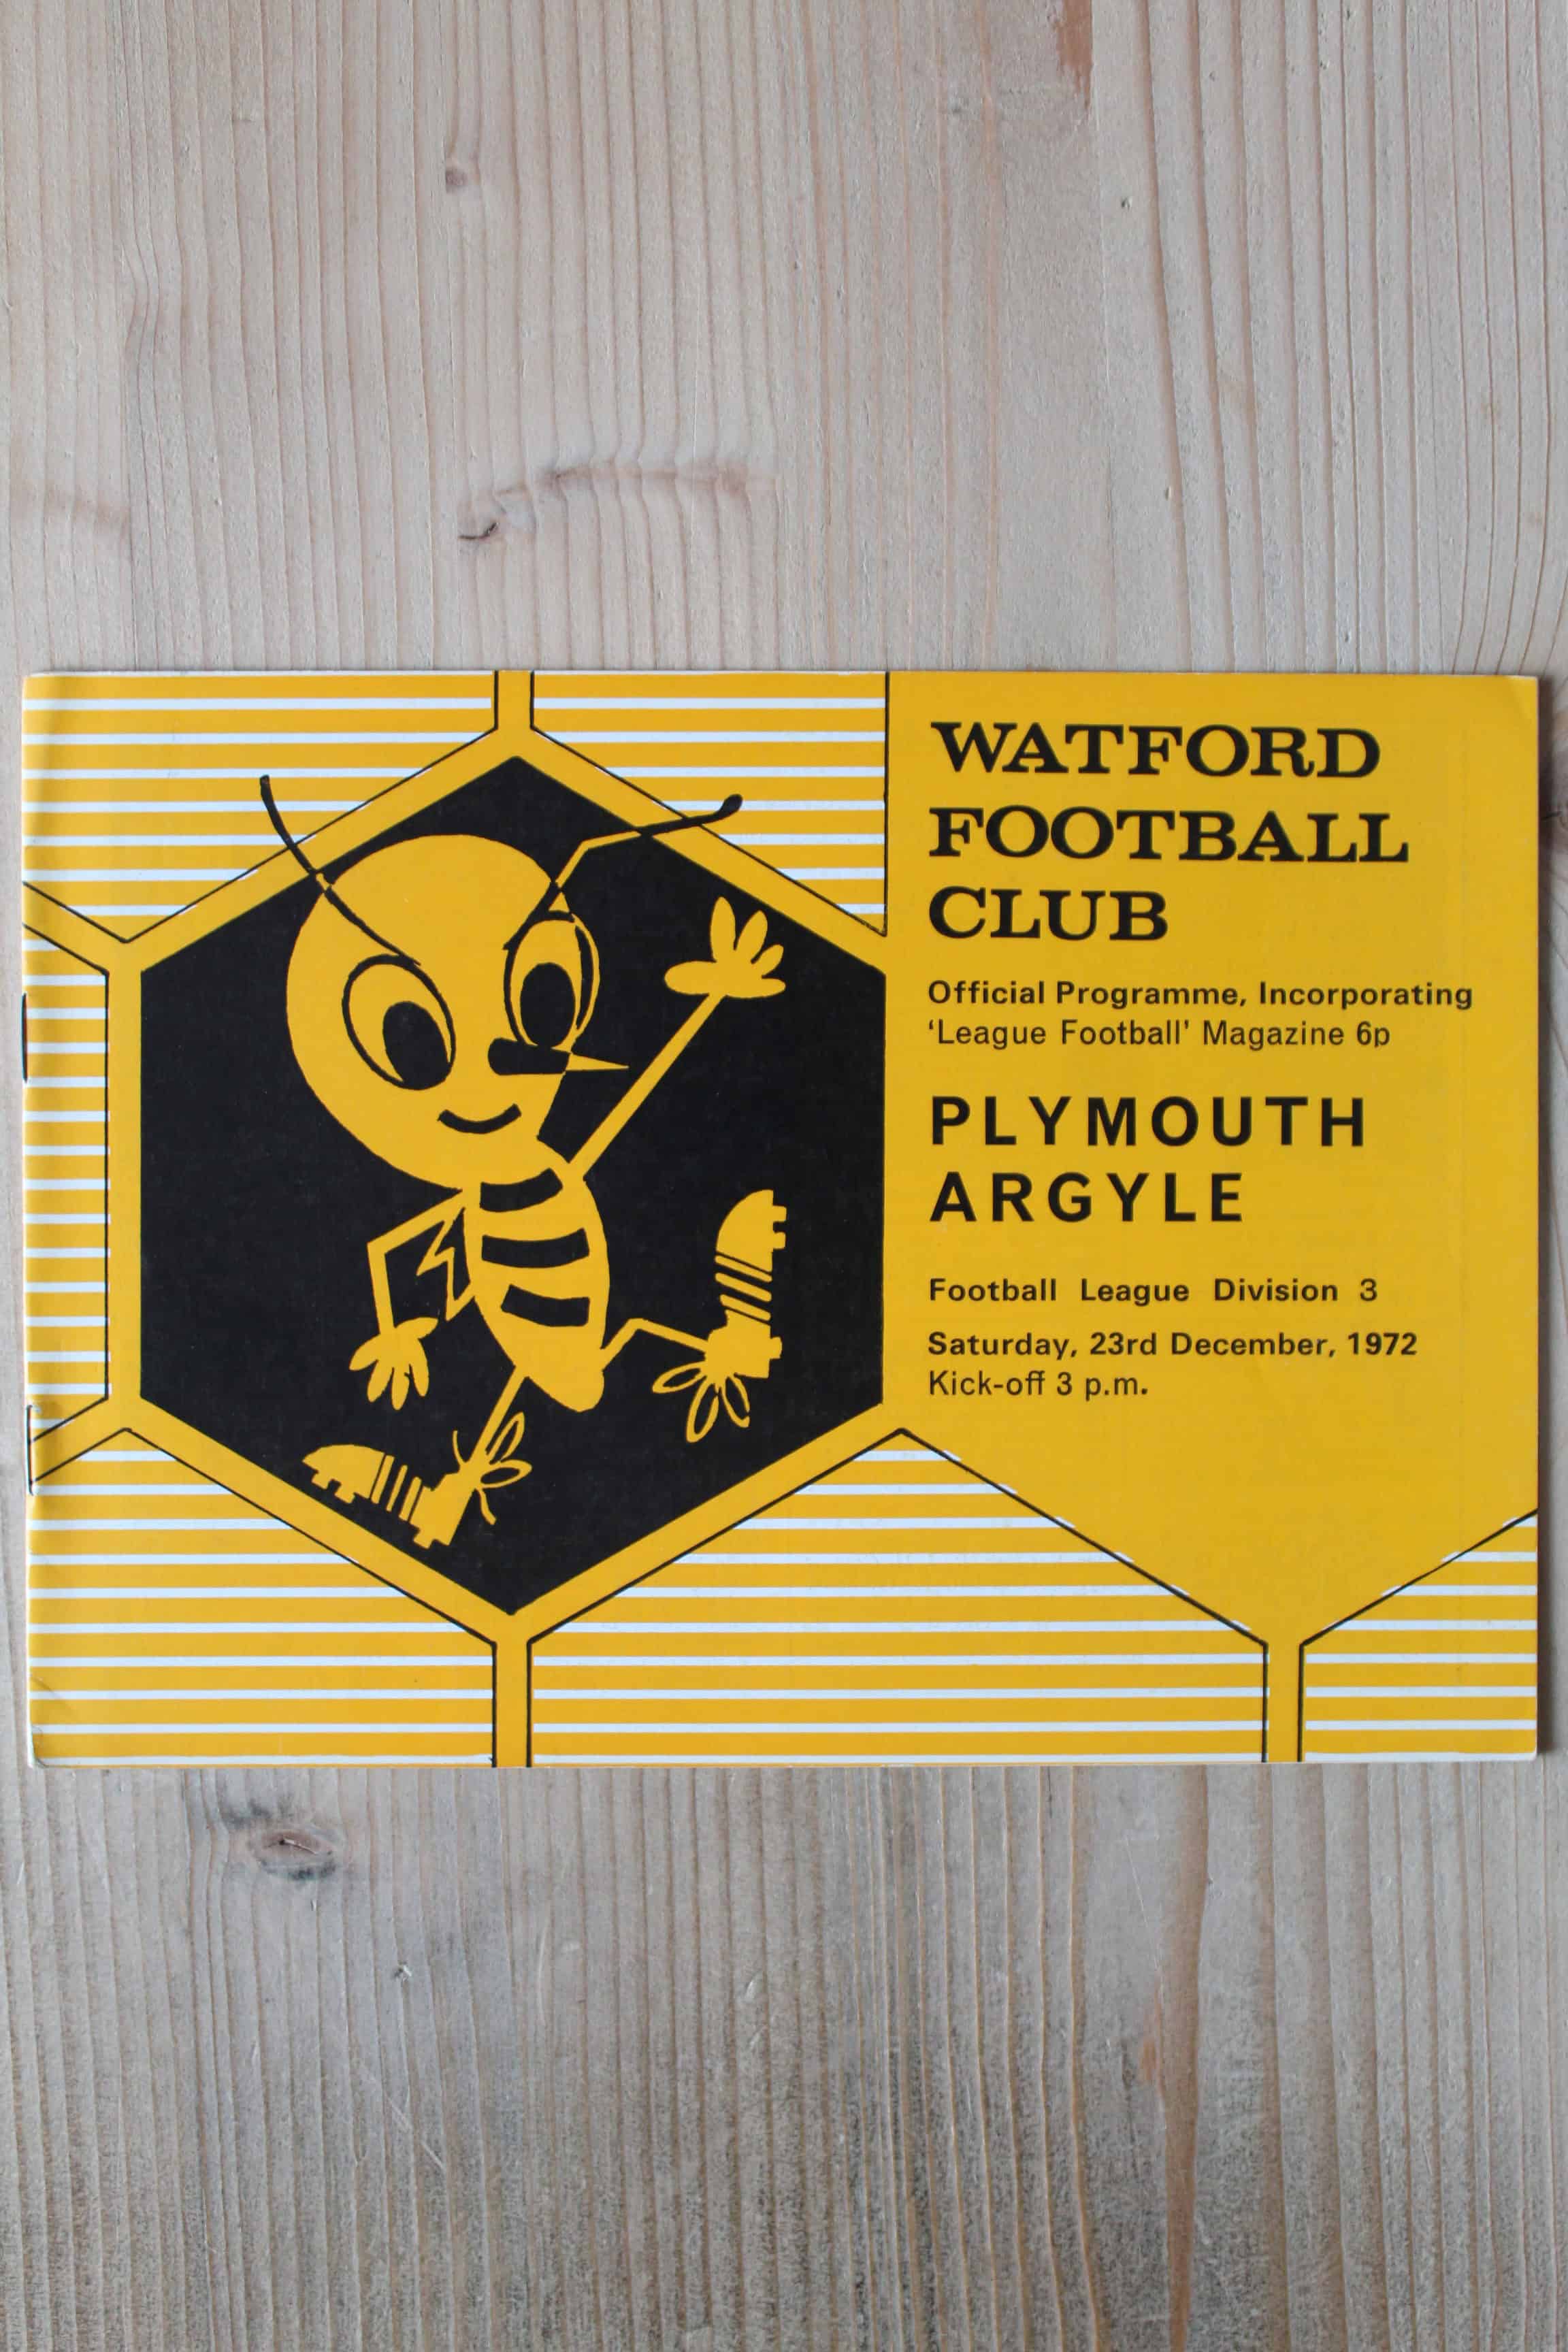 WATFORD
FOOTBALL
CLUB
Official Programme, Incorporating
‘League Football’ Magazine 6p
PLYMOUTH
ARGYLE
Football League Division 3
Saturday, 23rd December, 1972
Kick-off 3 p.m.